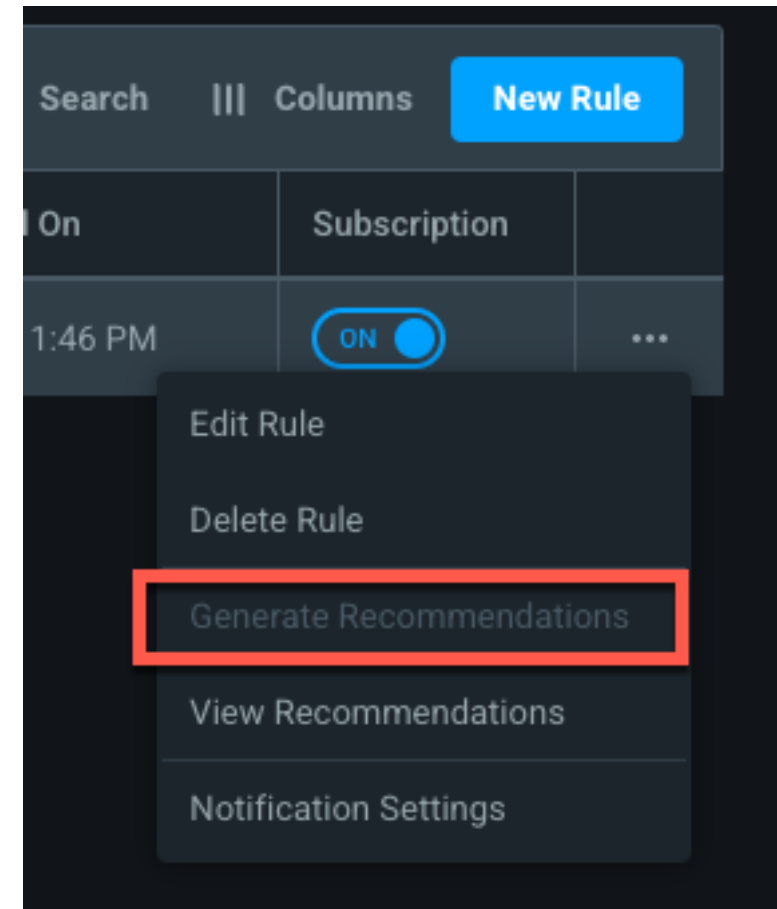 Search Columns New Rule
On Subscription
1:46 PM ON ...
Edit Rule
Delete Rule
Generate Recommendations
View Recommendations
Notification Settings